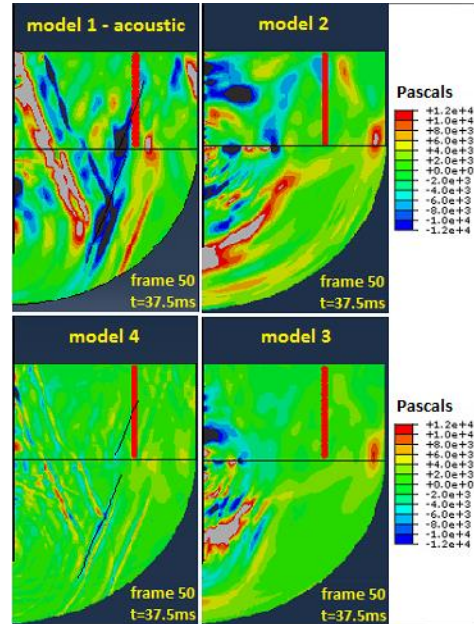 model 1 - acoustic
frame 50
t=37.5ms
model 2
frame 50
t=37.5ms
Pascals
+1.2e+4
+1.0e+4
+8.0e+3
+6.0e+3
+4.0e+3
+2.0e+3
+0.0e+0
-2.0e+3
-4.0e+3
-6.0e+3
-8.0e+3
-1.0e+4
-1.2e+4
model 4
frame 50
t=37.5ms
model 3
frame 50
t=37.5ms
Pascals
+1.2e+4
+1.0e+4
+8.0e+3
+6.0e+3
+4.0e+3
+2.0e+3
+0.0e+0
-2.0e+3
-4.0e+3
-6.0e+3
-8.0e+3
-1.0e+4
-1.2e+4